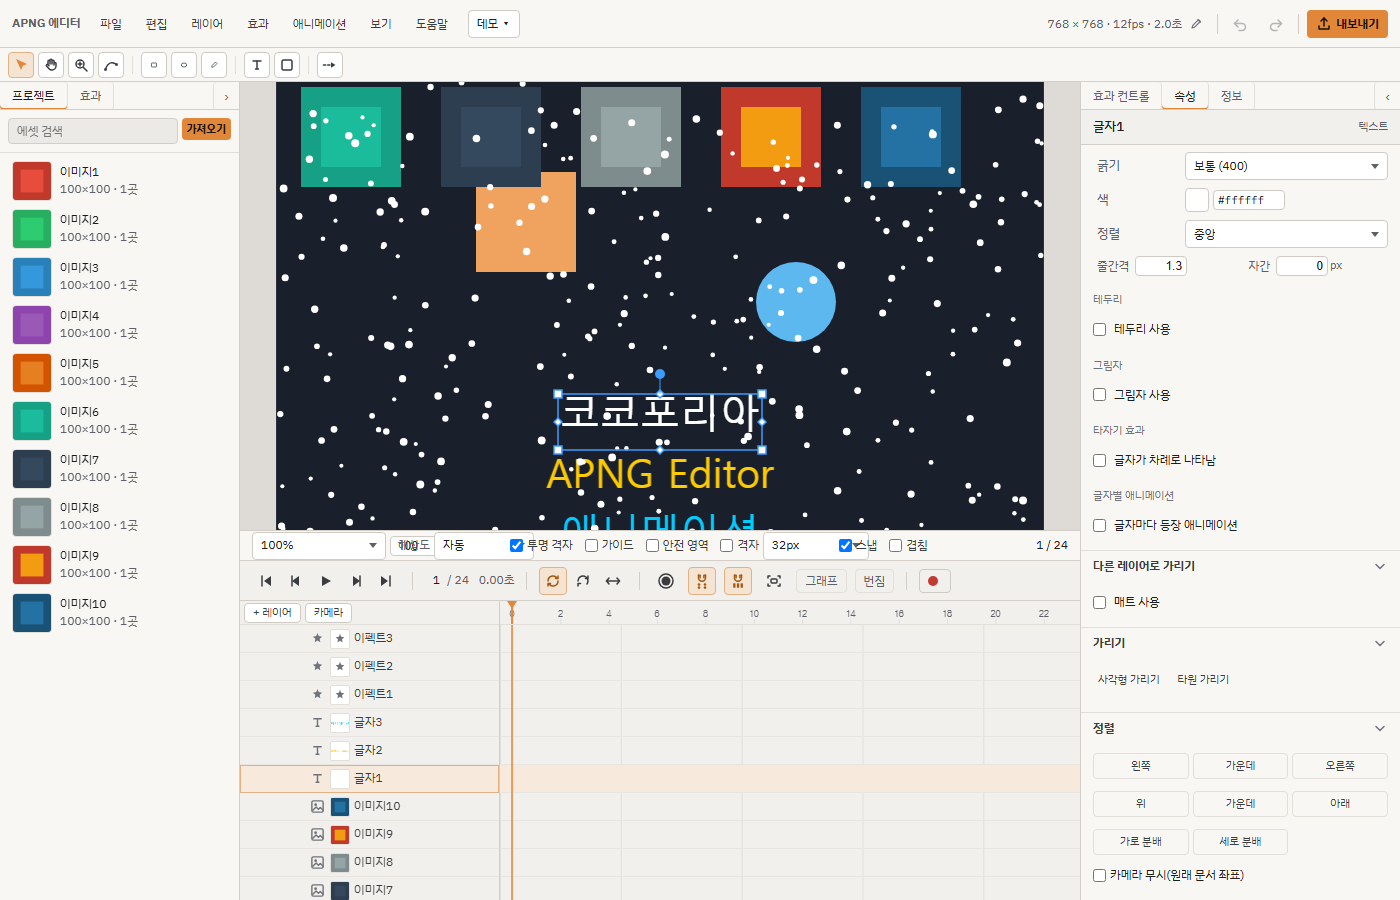 APNG 에디터 파일 편집 레이어 효과 애니메이션 보기 도움말 데모
768 × 768 · 12fps · 2.0초 내보내기
프로젝트 효과
에셋 검색 가져오기
이미지1
100×100 · 1곳
이미지2
100×100 · 1곳
이미지3
100×100 · 1곳
이미지4
100×100 · 1곳
이미지5
100×100 · 1곳
이미지6
100×100 · 1곳
이미지7
100×100 · 1곳
이미지8
100×100 · 1곳
이미지9
100×100 · 1곳
이미지10
100×100 · 1곳
코코포리아
APNG Editor
애니메이션
100% 해상도 자동 투명 격자 가이드 안전 영역 격자 32px 스냅 겹침 1 / 24
1 / 24 0.00초 그래프 번짐
+ 레이어 카메라 0 2 4 6 8 10 12 14 16 18 20 22
이펙트3
이펙트2
이펙트1
글자3
글자2
글자1
이미지10
이미지9
이미지8
이미지7
효과 컨트롤 속성 정보
글자1 텍스트
굵기 보통 (400)
색 #ffffff
정렬 중앙
줄간격 1.3 자간 0 px
테두리
테두리 사용
그림자
그림자 사용
타자기 효과
글자가 차례로 나타남
글자별 애니메이션
글자마다 등장 애니메이션
다른 레이어로 가리기
매트 사용
가리기
사각형 가리기 타원 가리기
정렬
왼쪽 가운데 오른쪽
위 가운데 아래
가로 분배 세로 분배
카메라 무시(원래 문서 좌표)